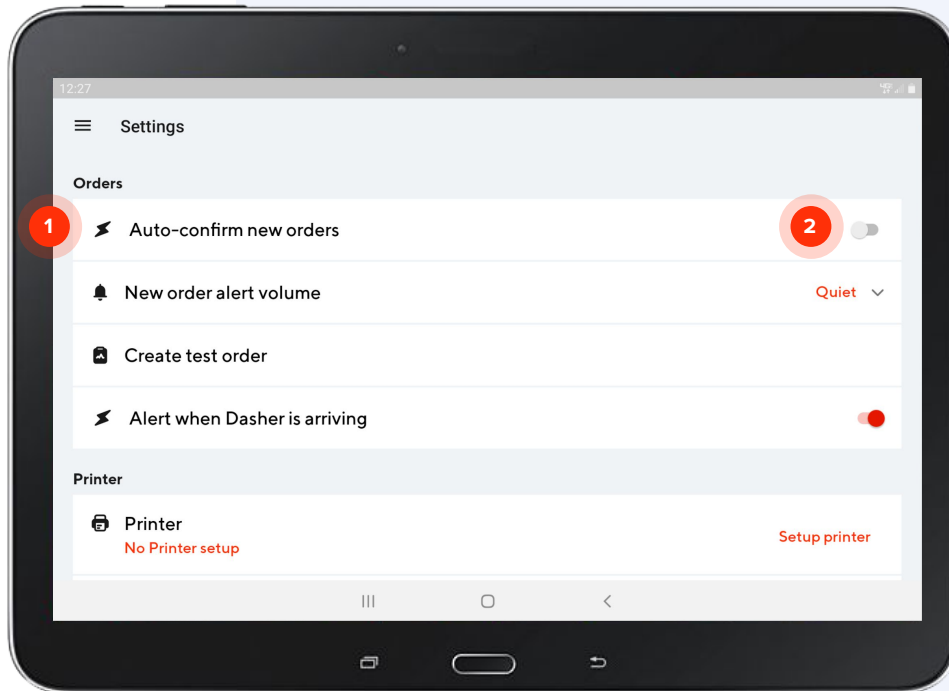 12:27
Settings
Orders
1
Auto-confirm new orders
2
New order alert volume
Quiet
Create test order
Alert when Dasher is arriving
Printer
Printer
Setup printer
No Printer setup